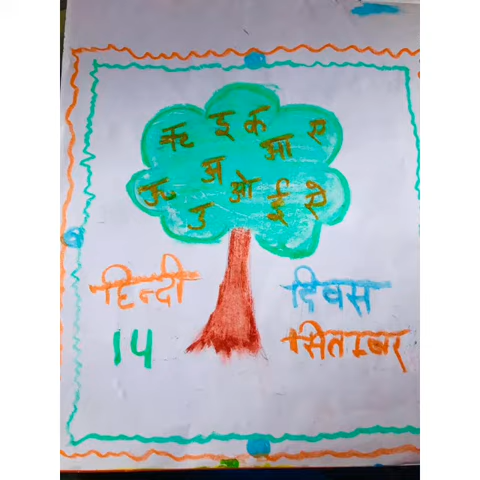 ऋ इ क आ ए
ऊ अ ओ ई ऐ
उ
हिन्दी दिवस
14 सितम्बर